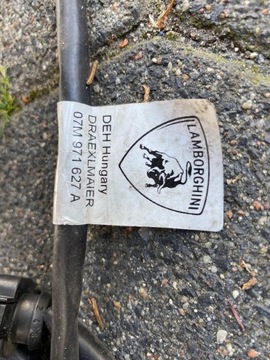 DEH Hungary
DRAEXLMAIER
07M 971 627 A
LAMBORGHINI